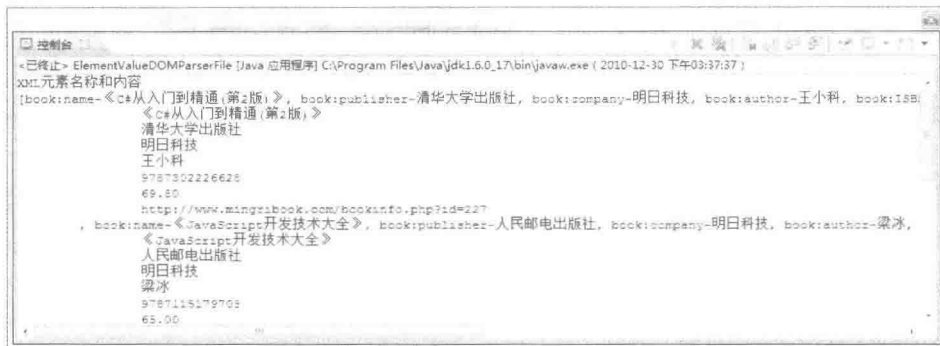 控制台
<已终止> ElementValueDOMParserFile [Java 应用程序] C:\Program Files\Java\jdk1.6.0_17\bin\javaw.exe ( 2010-12-30 下午03:37:37 )
XML元素名称和内容
[book:name-《C#从入门到精通(第2版)》, book:publisher-清华大学出版社, book:company-明日科技, book:author-王小科, book:ISB
《C#从入门到精通(第2版)》
清华大学出版社
明日科技
王小科
9787302226628
69.80
http://www.mingribook.com/bookinfo.php?id=227
, book:name-《JavaScript开发技术大全》, book:publisher-人民邮电出版社, book:company-明日科技, book:author-梁冰,
《JavaScript开发技术大全》
人民邮电出版社
明日科技
梁冰
9787115179708
65.00